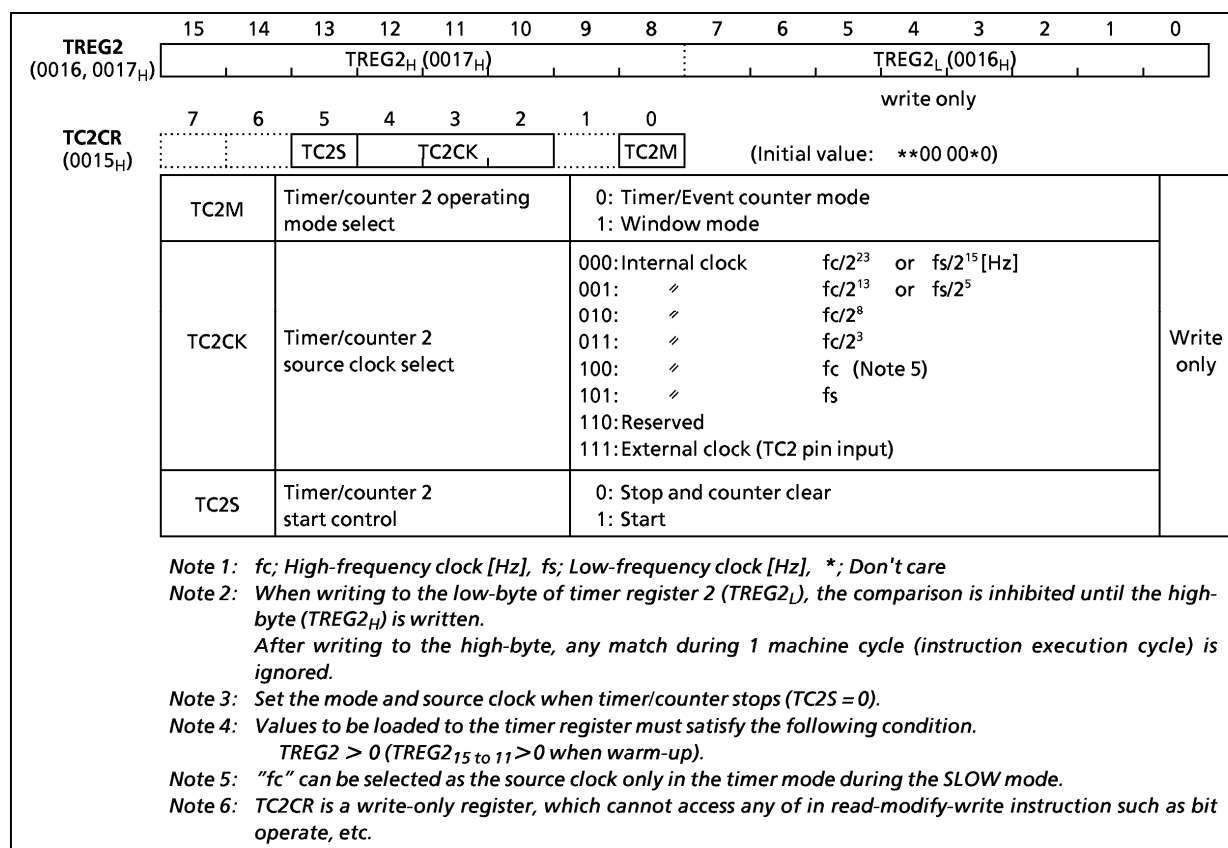 15 14 13 12 11 10 9 8 7 6 5 4 3 2 1 0
TREG2
(0016, 0017H)
TREG2H (0017H) TREG2L (0016H)
write only
7 6 5 4 3 2 1 0
TC2CR
(0015H)
TC2S TC2CK TC2M (Initial value: **00 00*0)
TC2M
Timer/counter 2 operating
mode select
0: Timer/Event counter mode
1: Window mode
TC2CK
Timer/counter 2
source clock select
000: Internal clock fc/2²³ or fs/2¹⁵ [Hz]
001: 〃 fc/2¹³ or fs/2⁵
010: 〃 fc/2⁸
011: 〃 fc/2³
100: 〃 fc (Note 5)
101: 〃 fs
110: Reserved
111: External clock (TC2 pin input)
TC2S
Timer/counter 2
start control
0: Stop and counter clear
1: Start
Write
only
Note 1: fc; High-frequency clock [Hz], fs; Low-frequency clock [Hz], *; Don't care
Note 2: When writing to the low-byte of timer register 2 (TREG2L), the comparison is inhibited until the high-
byte (TREG2H) is written.
After writing to the high-byte, any match during 1 machine cycle (instruction execution cycle) is
ignored.
Note 3: Set the mode and source clock when timer/counter stops (TC2S = 0).
Note 4: Values to be loaded to the timer register must satisfy the following condition.
TREG2 > 0 (TREG2 15 to 11 > 0 when warm-up).
Note 5: "fc" can be selected as the source clock only in the timer mode during the SLOW mode.
Note 6: TC2CR is a write-only register, which cannot access any of in read-modify-write instruction such as bit
operate, etc.